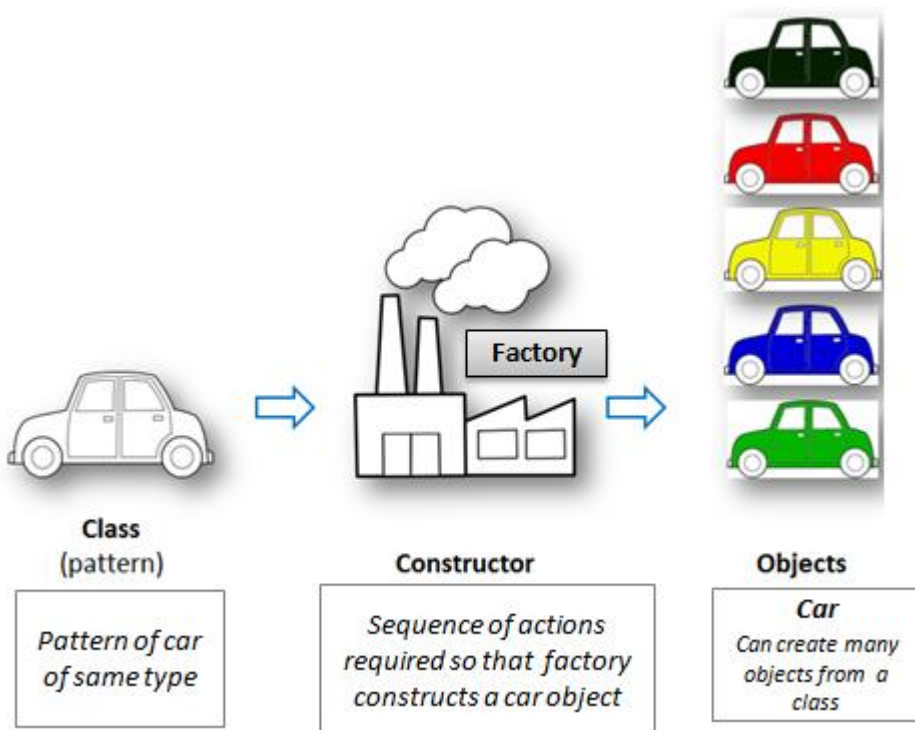 Factory
Class
(pattern)
Pattern of car
of same type
Constructor
Sequence of actions
required so that factory
constructs a car object
Objects
Car
Can create many
objects from a
class